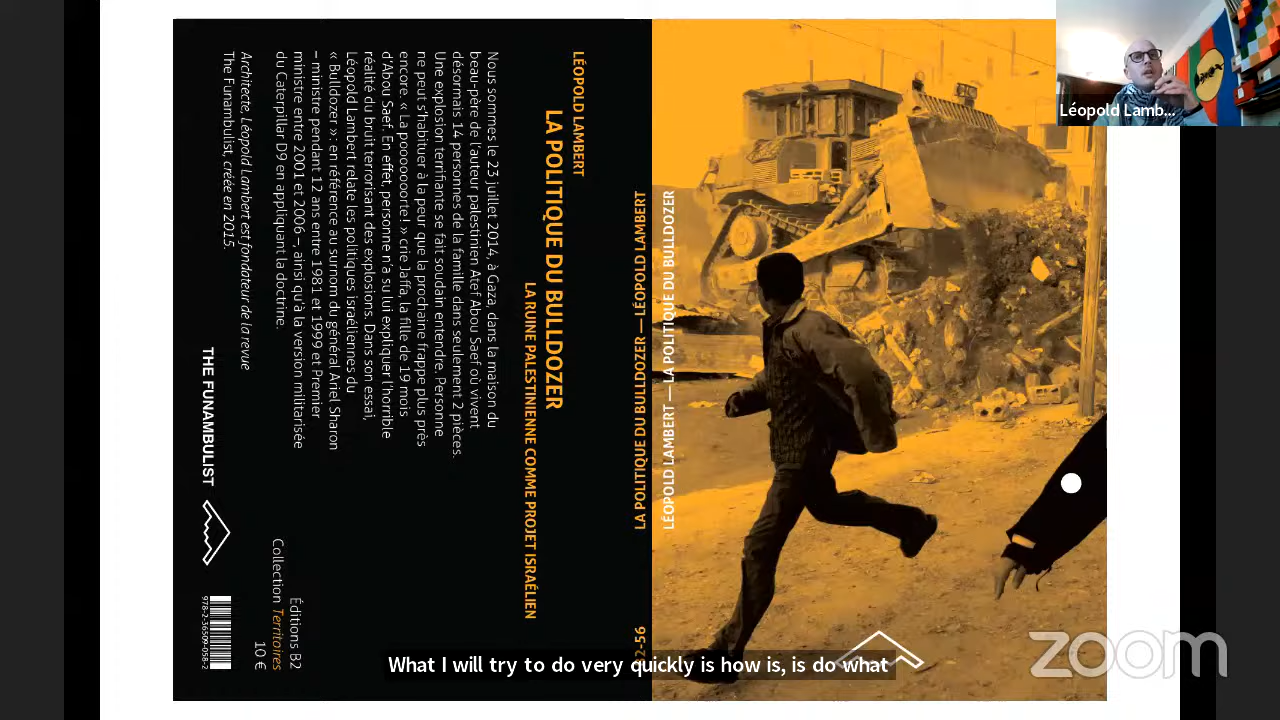 LÉOPOLD LAMBERT
LA POLITIQUE DU BULLDOZER
LA RUINE PALESTINIENNE COMME PROJET ISRAÉLIEN
Nous sommes le 23 juillet 2014, à Gaza, dans la maison du
beau-père de l'auteur palestinien Atef Abou Saef où vivent
désormais 14 personnes de la famille dans seulement 2 pièces.
Une explosion terrifiante se fait soudain entendre. Personne
ne peut s'habituer à la peur que la prochaine frappe plus près
encore. « La pooooooorte! » crie Jaffa, la fille de 19 mois
d'Abou Saef. En effet, personne n'a su lui expliquer l'horrible
réalité du bruit terrorisant des explosions. Dans son essai,
Léopold Lambert relate les politiques israéliennes du
« Bulldozer » : en référence au surnom du général Ariel Sharon
– ministre pendant 12 ans entre 1981 et 1999 et Premier
ministre entre 2001 et 2006 –, ainsi qu'à la version militarisée
du Caterpillar D9 en appliquant la doctrine.
Architecte, Léopold Lambert est fondateur de la revue
The Funambulist, créée en 2015.
THE FUNAMBULIST
Éditions B2
Collection Territoires
10 €
978-2-36509-058-2
LA POLITIQUE DU BULLDOZER — LÉOPOLD LAMBERT
2-56
LÉOPOLD LAMBERT — LA POLITIQUE DU BULLDOZER
Léopold Lamb...
What I will try to do very quickly is how is, is do what
zoom